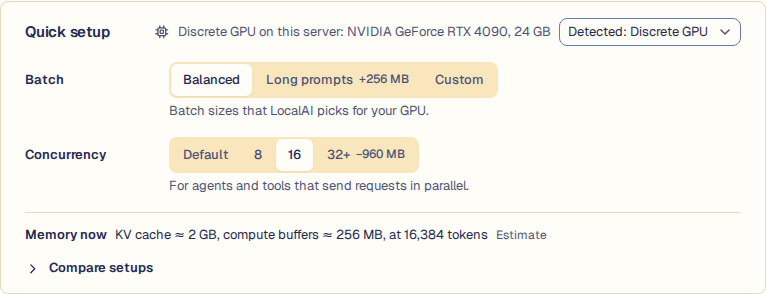 Quick setup Discrete GPU on this server: NVIDIA GeForce RTX 4090, 24 GB Detected: Discrete GPU
Batch Balanced Long prompts +256 MB Custom
Batch sizes that LocalAI picks for your GPU.
Concurrency Default 8 16 32+ −960 MB
For agents and tools that send requests in parallel.
Memory now KV cache ≈ 2 GB, compute buffers ≈ 256 MB, at 16,384 tokens Estimate
Compare setups